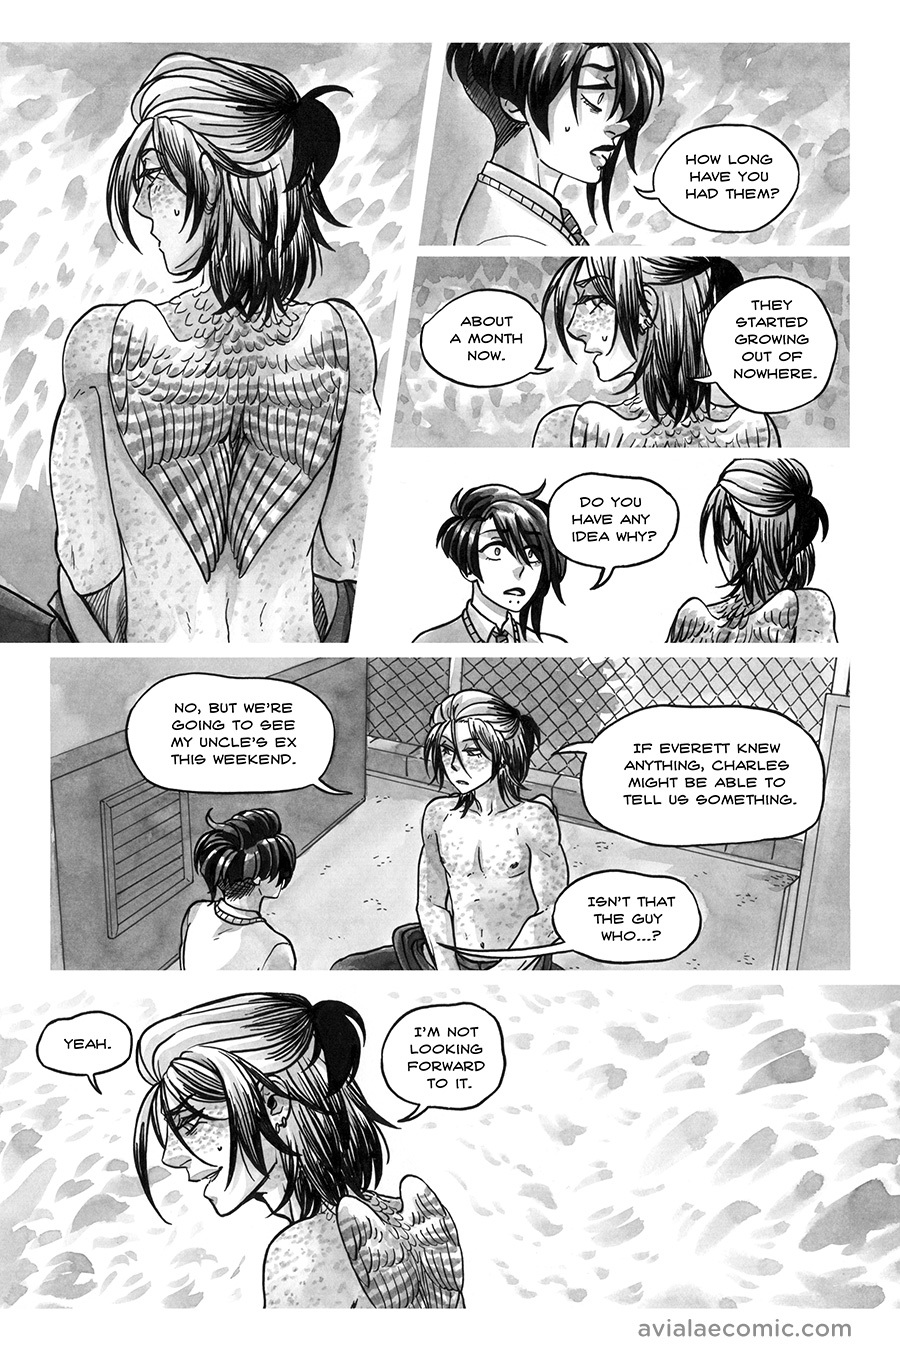 HOW LONG
HAVE YOU
HAD THEM?
ABOUT
A MONTH
NOW.
THEY
STARTED
GROWING
OUT OF
NOWHERE.
DO YOU
HAVE ANY
IDEA WHY?
NO, BUT WE'RE
GOING TO SEE
MY UNCLE'S EX
THIS WEEKEND.
IF EVERETT KNEW
ANYTHING, CHARLES
MIGHT BE ABLE TO
TELL US SOMETHING.
ISN'T THAT
THE GUY
WHO...?
YEAH.
I'M NOT
LOOKING
FORWARD
TO IT.
avialaecomic.com